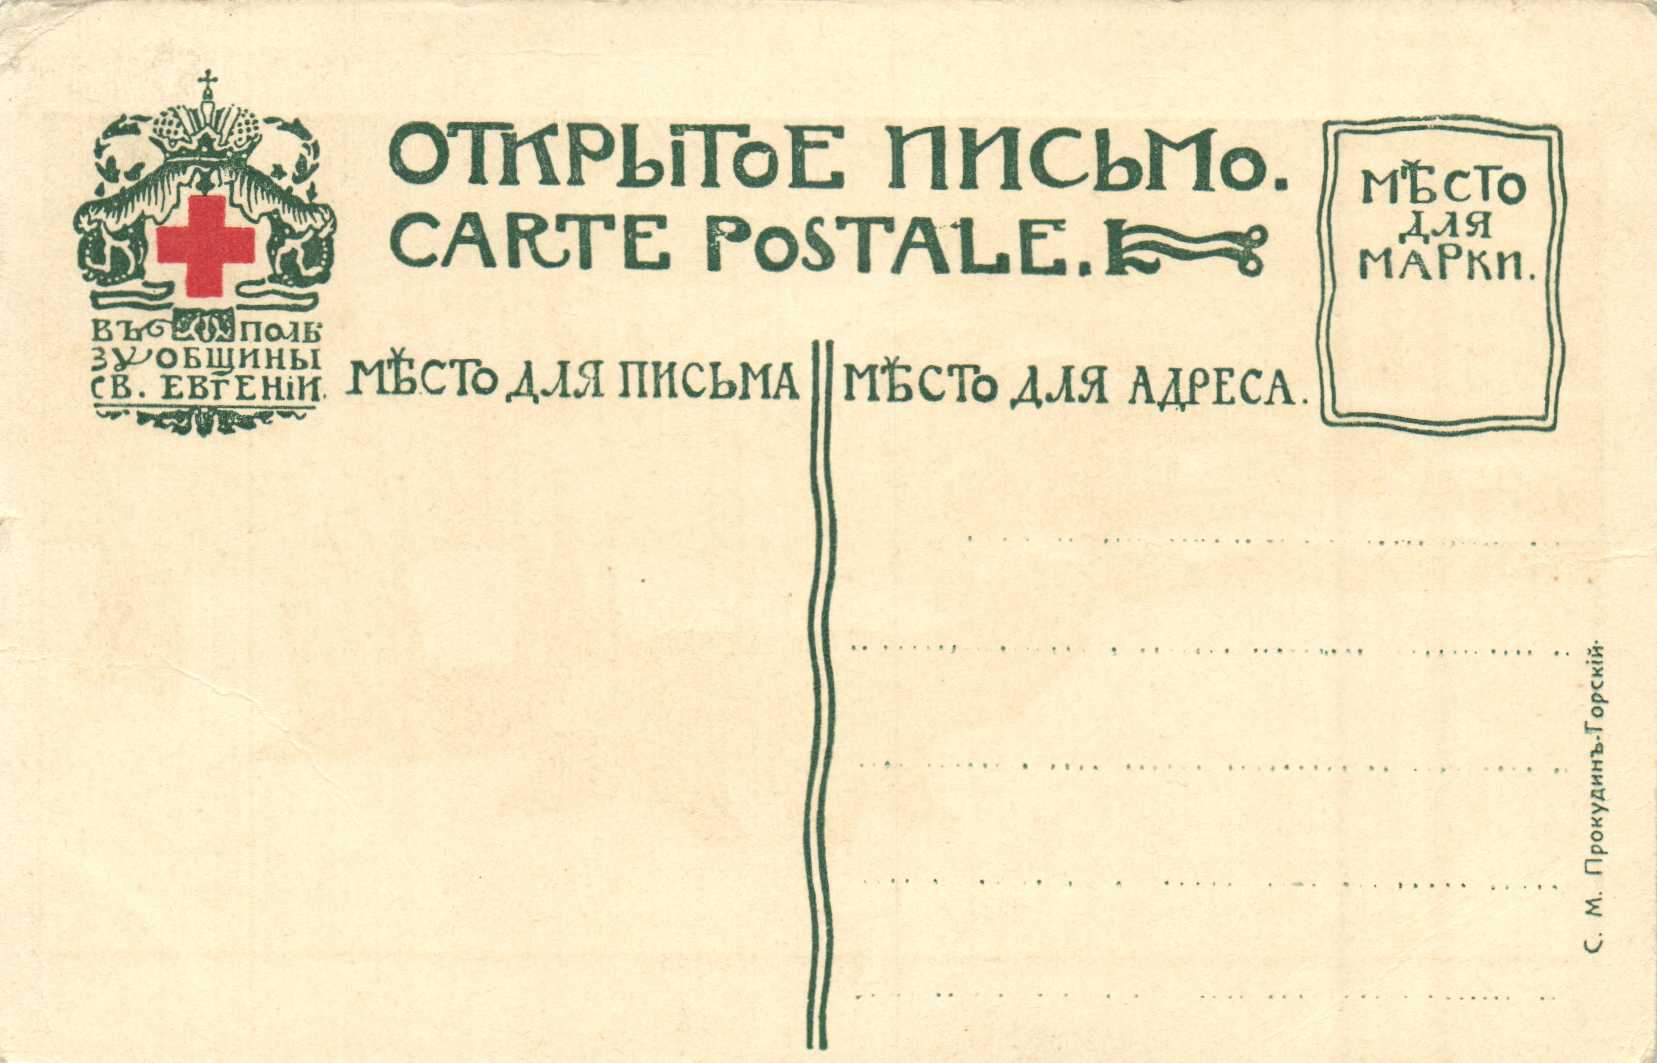 ОТКРЫТОЕ ПИСЬМО.
CARTE POSTALE.
МѢСТО
ДЛЯ
МАРКИ.
ВЪ ПОЛЬ
ЗУ ОБЩИНЫ
СВ. ЕВГЕНІИ.
МѢСТО ДЛЯ ПИСЬМА
МѢСТО ДЛЯ АДРЕСА.
С. М. Прокудинъ-Горскій.